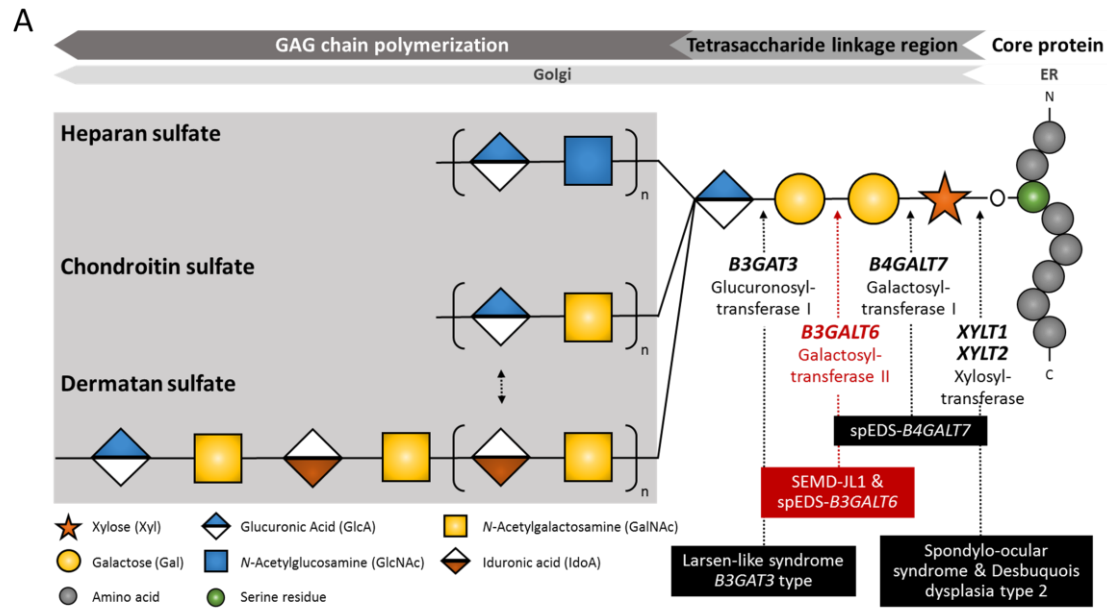 A
GAG chain polymerization
Tetrasaccharide linkage region
Core protein
Golgi
ER
N
Heparan sulfate
n
O
Chondroitin sulfate
n
B3GAT3
Glucuronosyl-
transferase I
B4GALT7
Galactosyl-
transferase I
B3GALT6
Galactosyl-
transferase II
XYLT1
XYLT2
Xylosyl-
transferase
C
Dermatan sulfate
n
spEDS-B4GALT7
SEMD-JL1 &
spEDS-B3GALT6
Larsen-like syndrome
B3GAT3 type
Spondylo-ocular
syndrome & Desbuquois
dysplasia type 2
Xylose (Xyl)
Glucuronic Acid (GlcA)
N-Acetylgalactosamine (GalNAc)
Galactose (Gal)
N-Acetylglucosamine (GlcNAc)
Iduronic acid (IdoA)
Amino acid
Serine residue